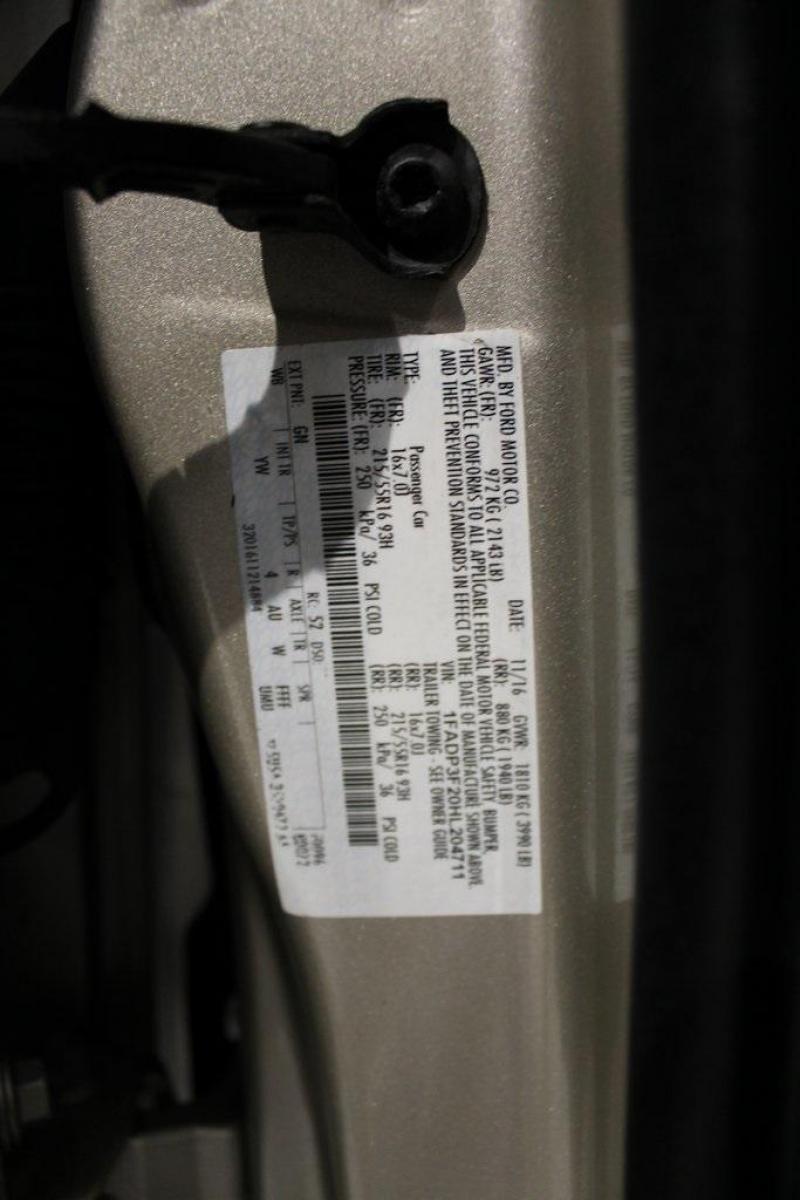 MFD. BY FORD MOTOR CO. DATE: 11/16 GVWR: 1810 KG ( 3990 LB)
GAWR: (FR): 972 KG ( 2143 LB) (RR): 880 KG ( 1940 LB)
THIS VEHICLE CONFORMS TO ALL APPLICABLE FEDERAL MOTOR VEHICLE SAFETY BUMPER,
AND THEFT PREVENTION STANDARDS IN EFFECT ON THE DATE OF MANUFACTURE SHOWN ABOVE.
VIN: 1FADP3F20HL204711
TYPE: Passenger Car TRAILER TOWING - SEE OWNER GUIDE
RIM: (FR): 16x7.0J (RR): 16x7.0J
TIRE: (FR): 215/55R16 93H (RR): 215/55R16 93H
PRESSURE: (FR): 250 kPa/ 36 PSI COLD (RR): 250 kPa/ 36 PSI COLD
RC: 52 DSO:
EXT PNT: GN FFFF
WB INT TR TP/PS R AXLE TR SPR
YW 4 AU W UMU